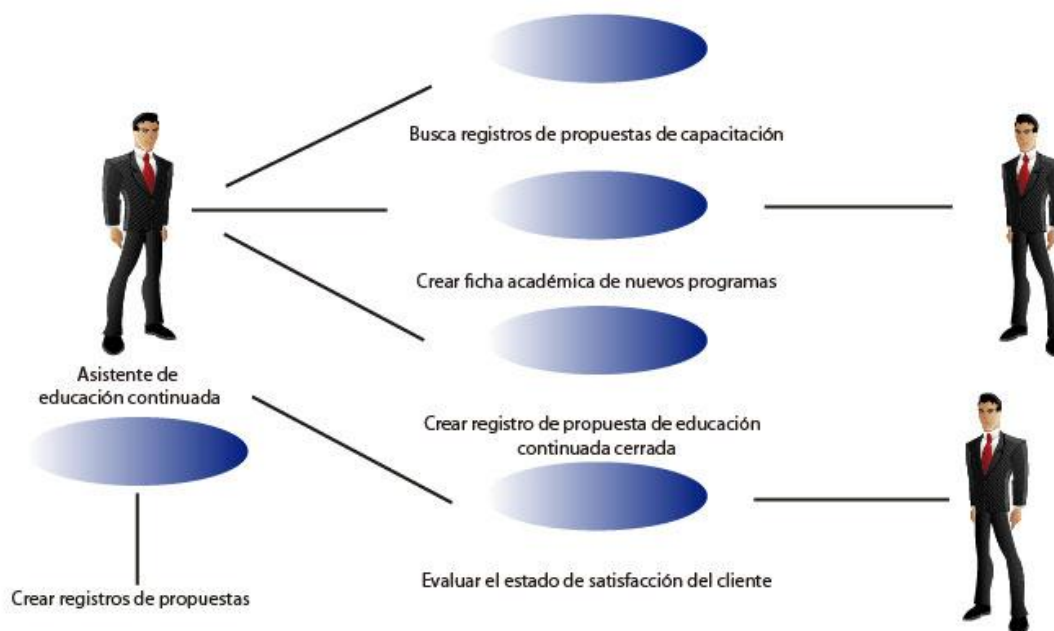 Busca registros de propuestas de capacitación
Crear ficha académica de nuevos programas
Asistente de
educación continuada
Crear registro de propuesta de educación
continuada cerrada
Evaluar el estado de satisfacción del cliente
Crear registros de propuestas